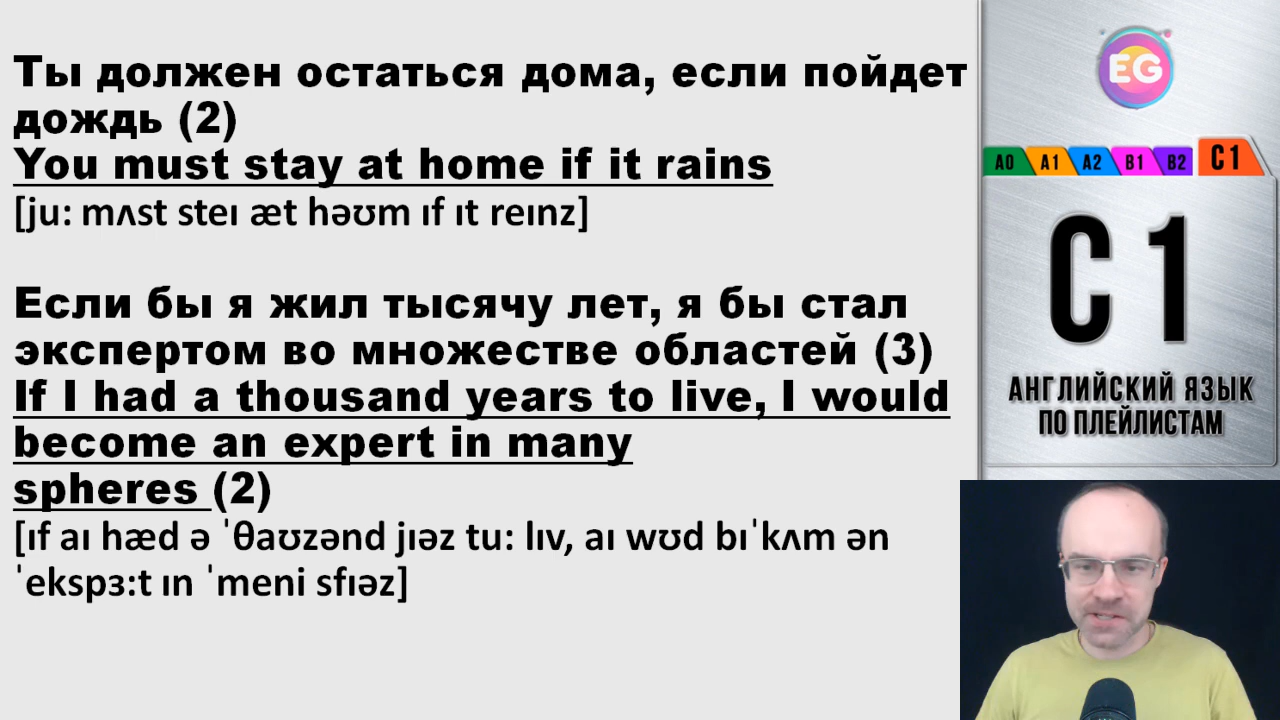 Ты должен остаться дома, если пойдет
дождь (2)
You must stay at home if it rains
[ju: mʌst steɪ æt həʊm ɪf ɪt reɪnz]
Если бы я жил тысячу лет, я бы стал
экспертом во множестве областей (3)
If I had a thousand years to live, I would
become an expert in many
spheres (2)
[ɪf aɪ hæd ə ˈθaʊzənd jɪəz tu: lɪv, aɪ wʊd bɪˈkʌm ən
ˈekspɜ:t ɪn ˈmeni sfɪəz]
EG
A0 A1 A2 B1 B2 C1
C1
АНГЛИЙСКИЙ ЯЗЫК
ПО ПЛЕЙЛИСТАМ